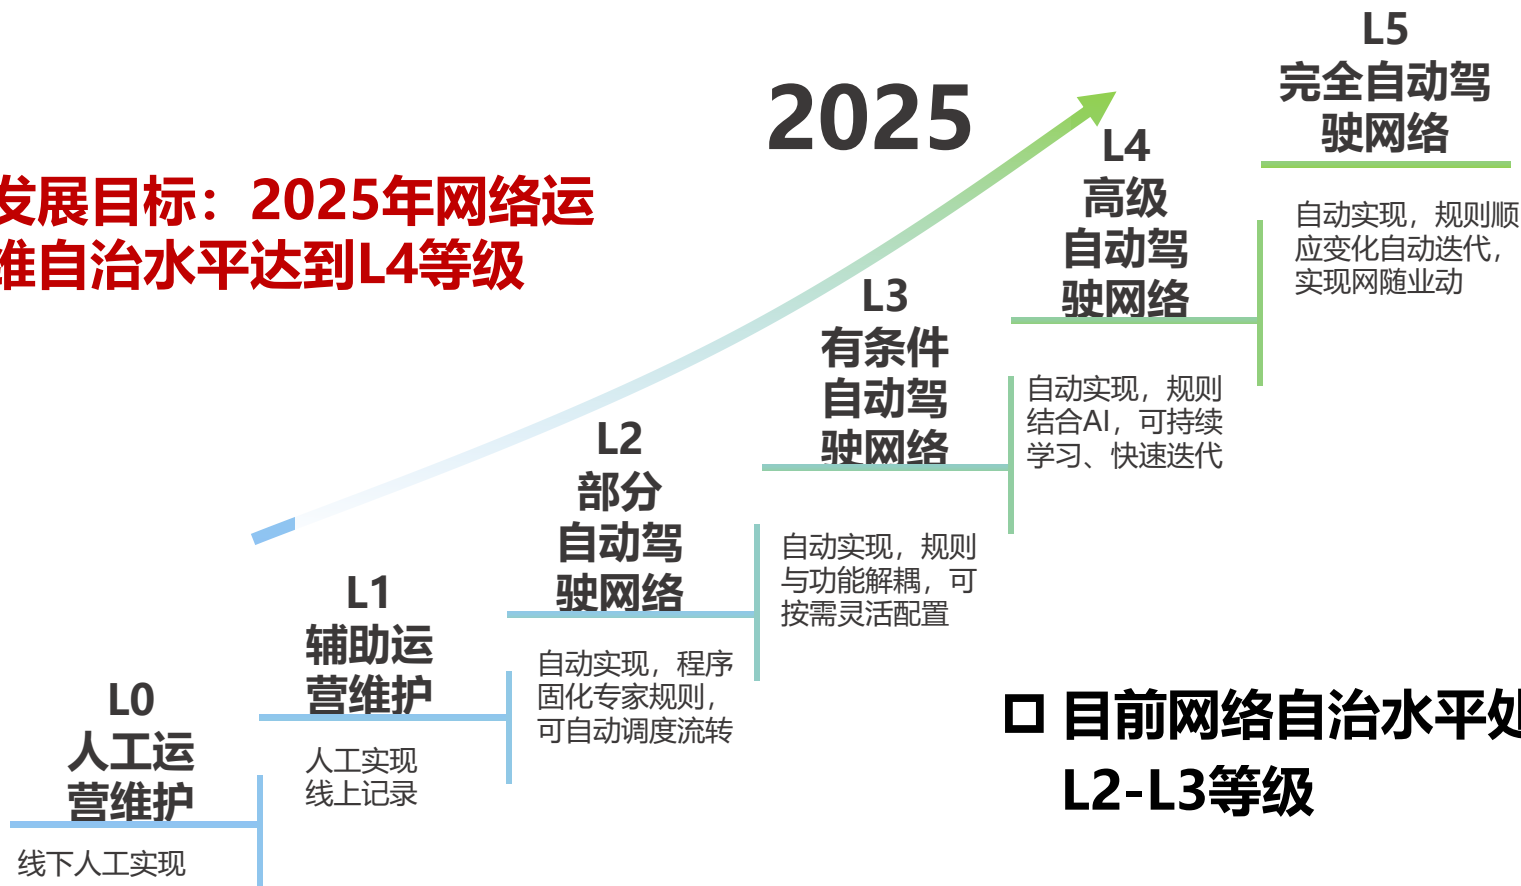 L5
完全自动驾
驶网络
自动实现，规则顺
应变化自动迭代，
实现网随业动
2025
发展目标：2025年网络运
维自治水平达到L4等级
L4
高级
自动驾
驶网络
自动实现，规则
结合AI，可持续
学习、快速迭代
L3
有条件
自动驾
驶网络
自动实现，规则
与功能解耦，可
按需灵活配置
L2
部分
自动驾
驶网络
自动实现，程序
固化专家规则，
可自动调度流转
L1
辅助运
营维护
人工实现
线上记录
L0
人工运
营维护
线下人工实现
目前网络自治水平处
L2-L3等级